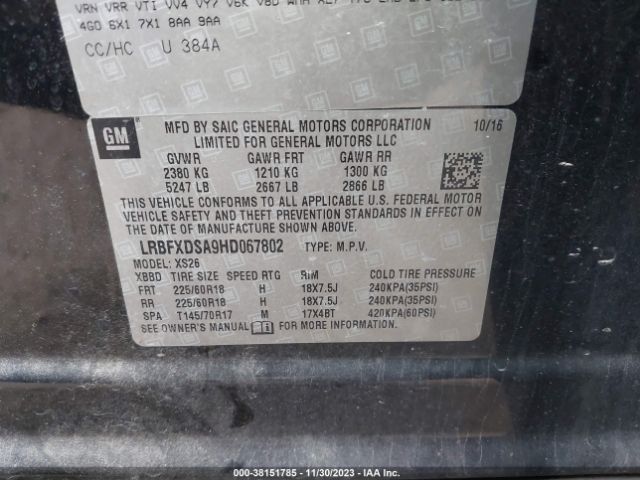 VRN VRR VTI VV4 VY7 V6K V8D
4G0 6X1 7X1 8AA 9AA
CC/HC U 384A
GM
MFD BY SAIC GENERAL MOTORS CORPORATION 10/16
LIMITED FOR GENERAL MOTORS LLC
GVWR GAWR FRT GAWR RR
2380 KG 1210 KG 1300 KG
5247 LB 2667 LB 2866 LB
THIS VEHICLE CONFORMS TO ALL APPLICABLE U.S. FEDERAL MOTOR
VEHICLE SAFETY AND THEFT PREVENTION STANDARDS IN EFFECT ON
THE DATE OF MANUFACTURE SHOWN ABOVE.
LRBFXDSA9HD067802 TYPE: M.P.V.
MODEL: XS26
XBBD TIRE SIZE SPEED RTG RIM COLD TIRE PRESSURE
FRT 225/60R18 H 18X7.5J 240KPA(35PSI)
RR 225/60R18 H 18X7.5J 240KPA(35PSI)
SPA T145/70R17 M 17X4BT 420KPA(60PSI)
SEE OWNER'S MANUAL FOR MORE INFORMATION.
000-38151785 - 11/30/2023 - IAA Inc.